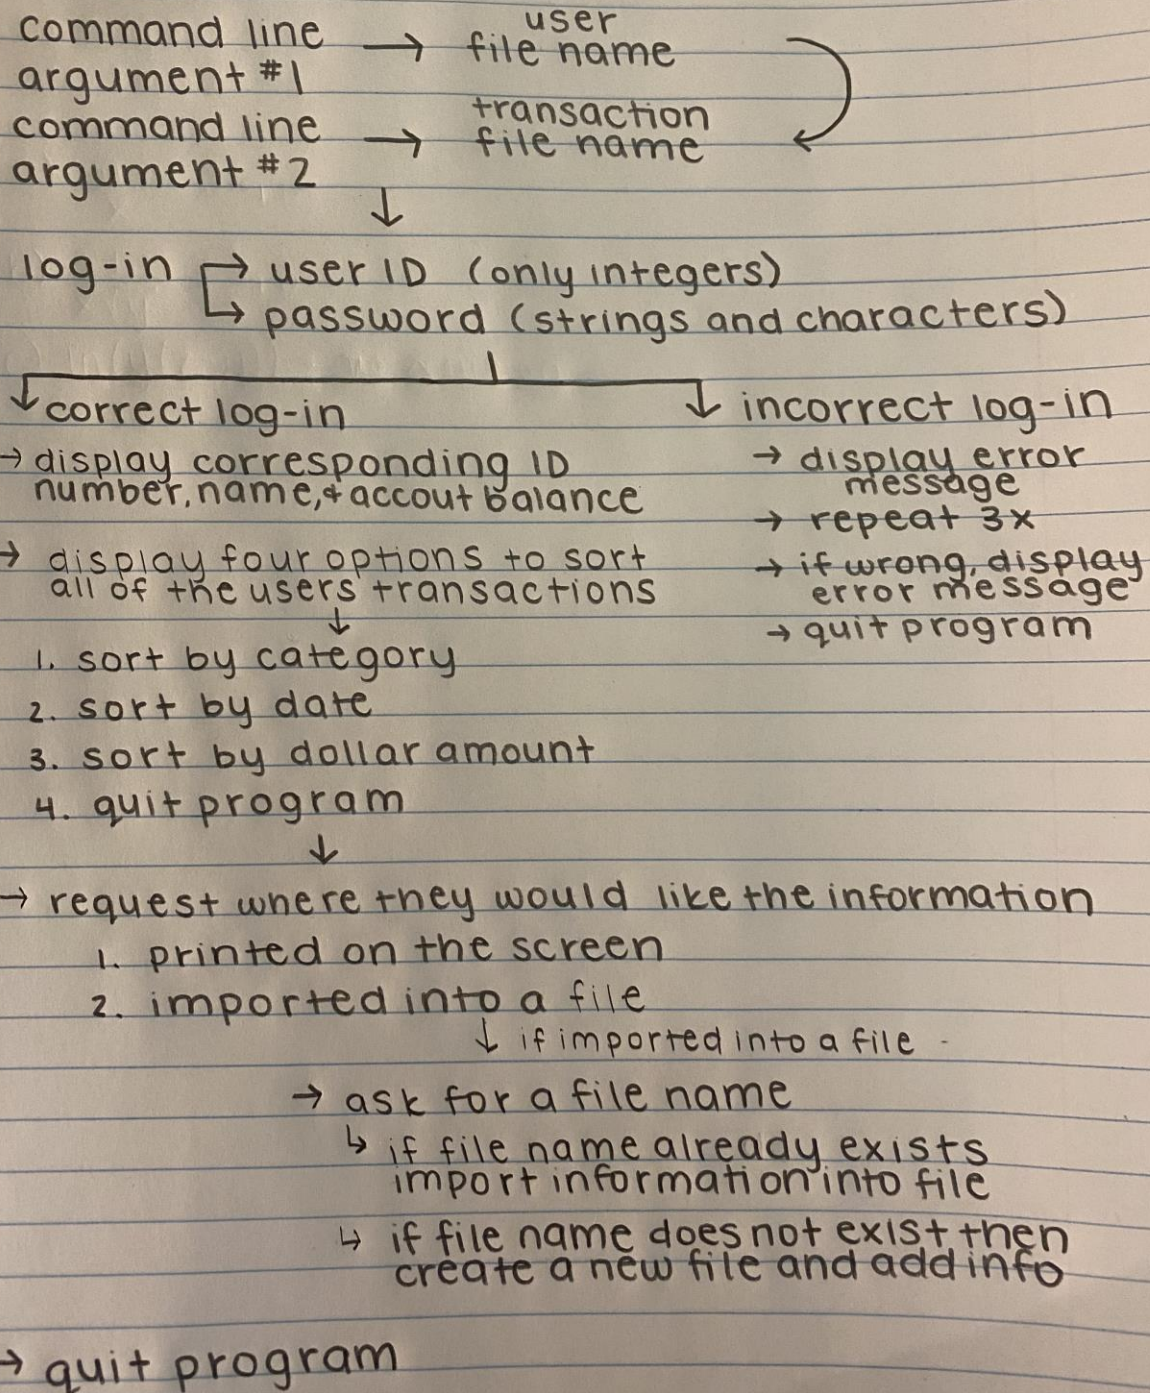 command line → user
argument #1 file name
command line → transaction
argument #2 file name
↓
log-in → user ID (only integers)
↳ password (strings and characters)
↓ correct log-in
→ display corresponding ID
number, name, & accout balance
→ display four options to sort
all of the users transactions
↓
1. sort by category
2. sort by date
3. sort by dollar amount
4. quit program
↓
↓ incorrect log-in
→ display error
message
→ repeat 3x
→ if wrong, display
error message
→ quit program
→ request where they would like the information
1. printed on the screen
2. imported into a file
↓ if imported into a file
→ ask for a file name
↳ if file name already exists
import information into file
↳ if file name does not exist then
create a new file and add info
→ quit program